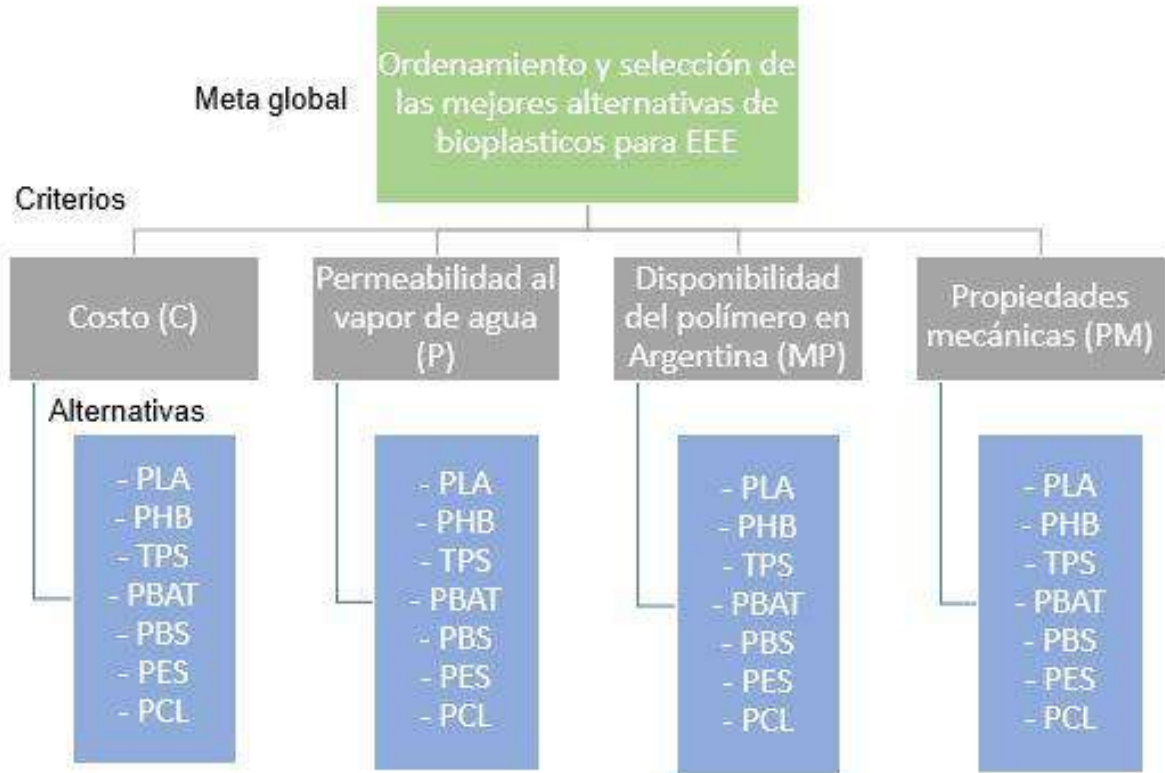 Meta global
Ordenamiento y selección de
las mejores alternativas de
bioplasticos para EEE
Criterios
Costo (C)
Permeabilidad al
vapor de agua
(P)
Disponibilidad
del polímero en
Argentina (MP)
Propiedades
mecánicas (PM)
Alternativas
- PLA
- PHB
- TPS
- PBAT
- PBS
- PES
- PCL
- PLA
- PHB
- TPS
- PBAT
- PBS
- PES
- PCL
- PLA
- PHB
- TPS
- PBAT
- PBS
- PES
- PCL
- PLA
- PHB
- TPS
- PBAT
- PBS
- PES
- PCL